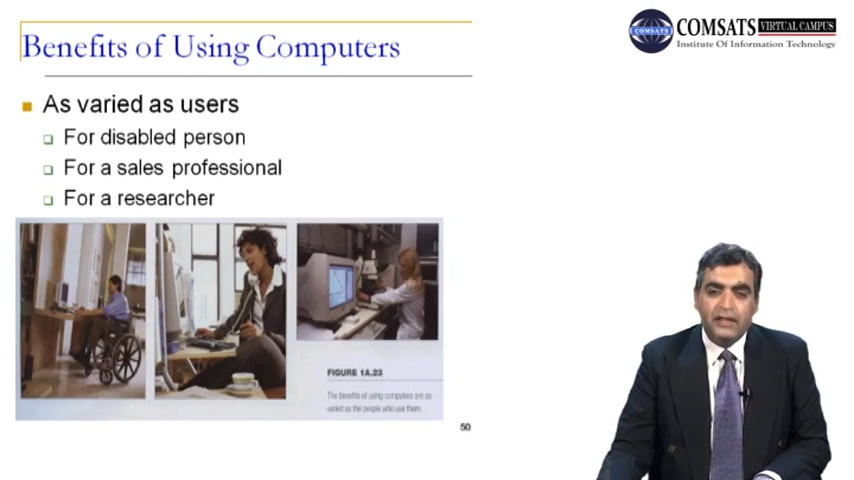 Benefits of Using Computers
COMSATS
COMSATS VIRTUAL CAMPUS
Institute Of Information Technology
As varied as users
For disabled person
For a sales professional
For a researcher
FIGURE 1A.23
The benefits of using computers are as
varied as the people who use them.
50